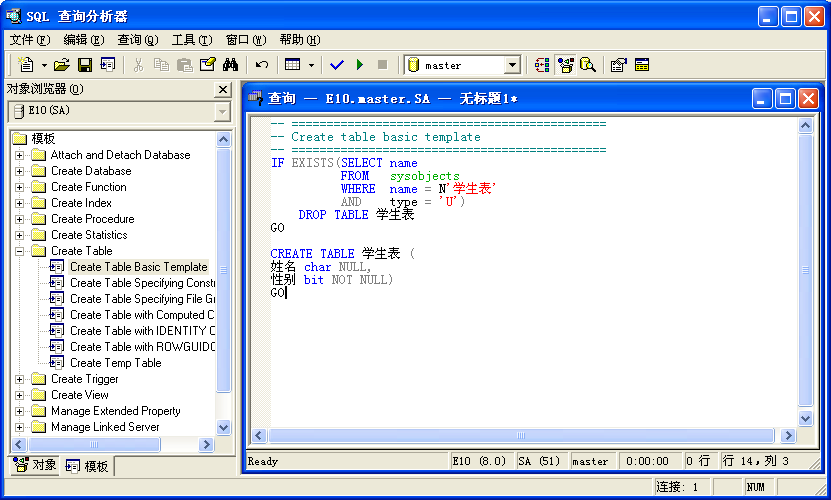 SQL 查询分析器
文件(F) 编辑(E) 查询(Q) 工具(T) 窗口(W) 帮助(H)
master
对象浏览器(O)
E10(SA)
模板
Attach and Detach Database
Create Database
Create Function
Create Index
Create Procedure
Create Statistics
Create Table
Create Table Basic Template
Create Table Specifying Const
Create Table Specifying File Gr
Create Table with Computed C
Create Table with IDENTITY C
Create Table with ROWGUIDC
Create Temp Table
Create Trigger
Create View
Manage Extended Property
Manage Linked Server
对象 模板
查询 — E10.master.SA — 无标题1*
-- =============================================
-- Create table basic template
-- =============================================
IF EXISTS(SELECT name
FROM sysobjects
WHERE name = N'学生表'
AND type = 'U')
DROP TABLE 学生表
GO
CREATE TABLE 学生表 (
姓名 char NULL,
性别 bit NOT NULL)
GO
Ready E10 (8.0) SA (51) master 0:00:00 0 行 行 14, 列 3
连接: 1 NUM